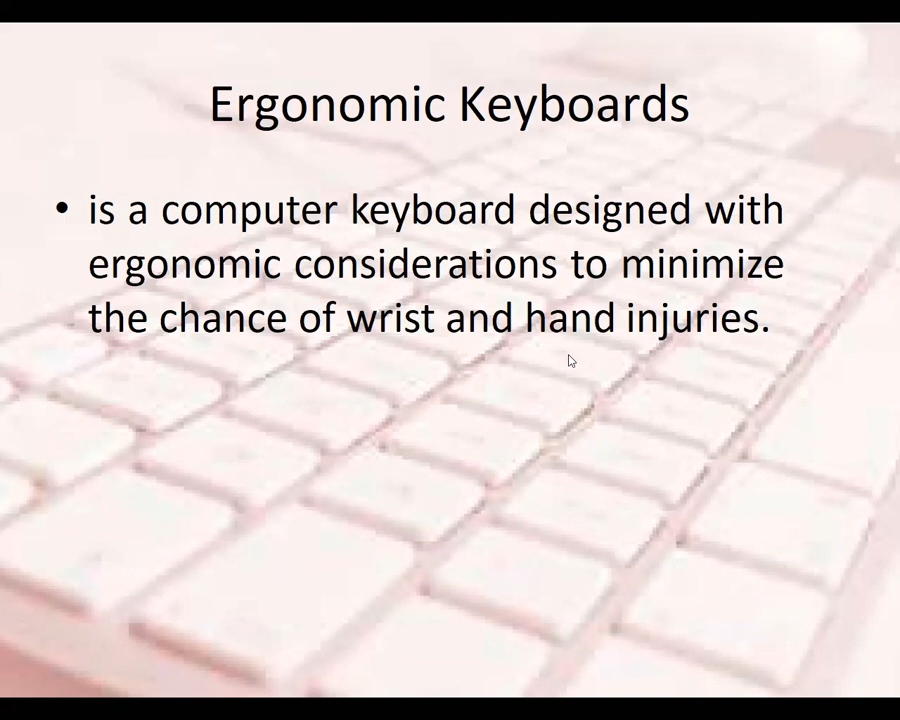 Ergonomic Keyboards
• is a computer keyboard designed with
ergonomic considerations to minimize
the chance of wrist and hand injuries.